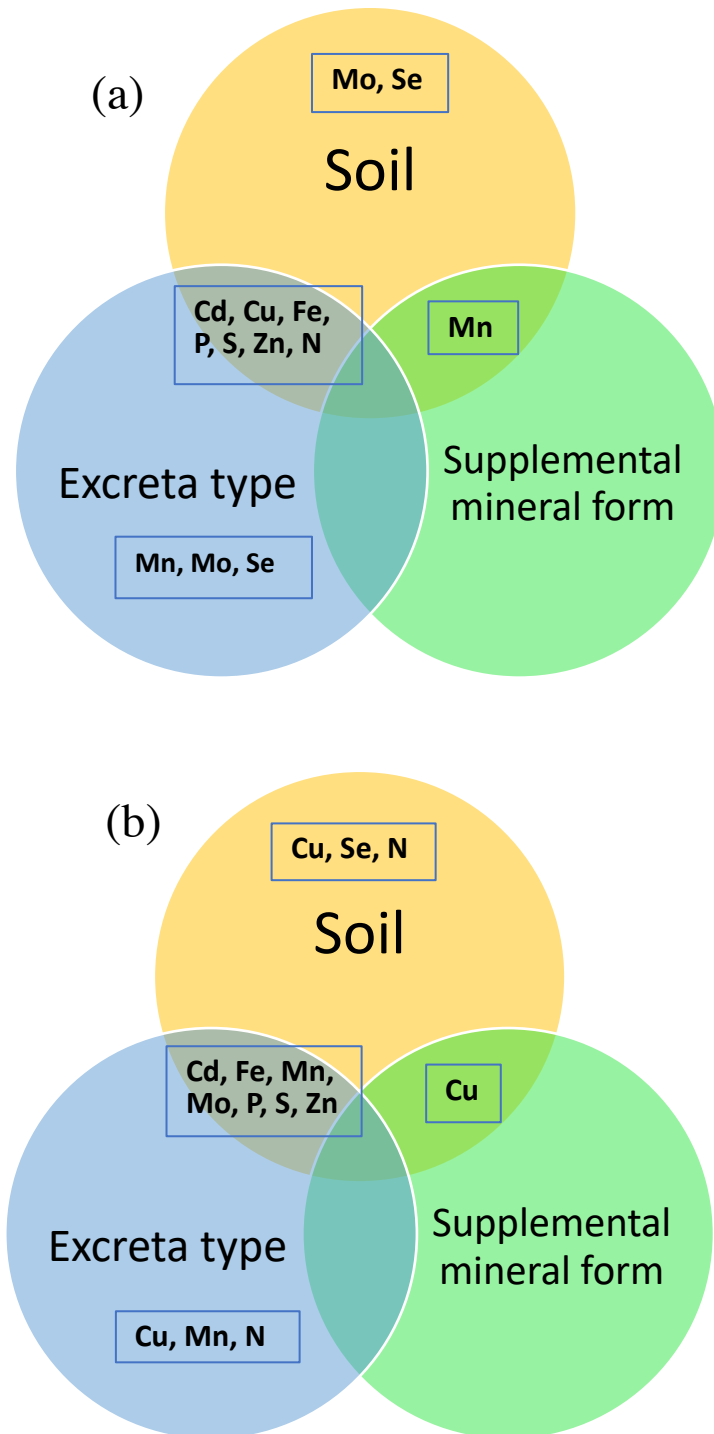 (a)
Mo, Se
Soil
Cd, Cu, Fe,
P, S, Zn, N
Mn
Excreta type
Supplemental
mineral form
Mn, Mo, Se
(b)
Cu, Se, N
Soil
Cd, Fe, Mn,
Mo, P, S, Zn
Cu
Excreta type
Supplemental
mineral form
Cu, Mn, N